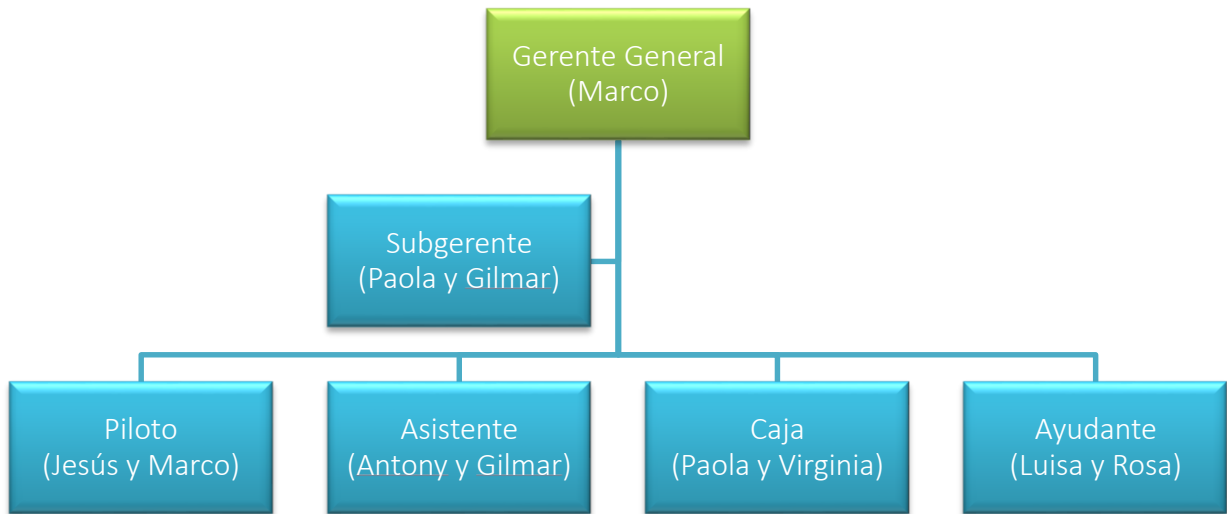 Gerente General
(Marco)
Subgerente
(Paola y Gilmar)
Piloto
(Jesús y Marco)
Asistente
(Antony y Gilmar)
Caja
(Paola y Virginia)
Ayudante
(Luisa y Rosa)